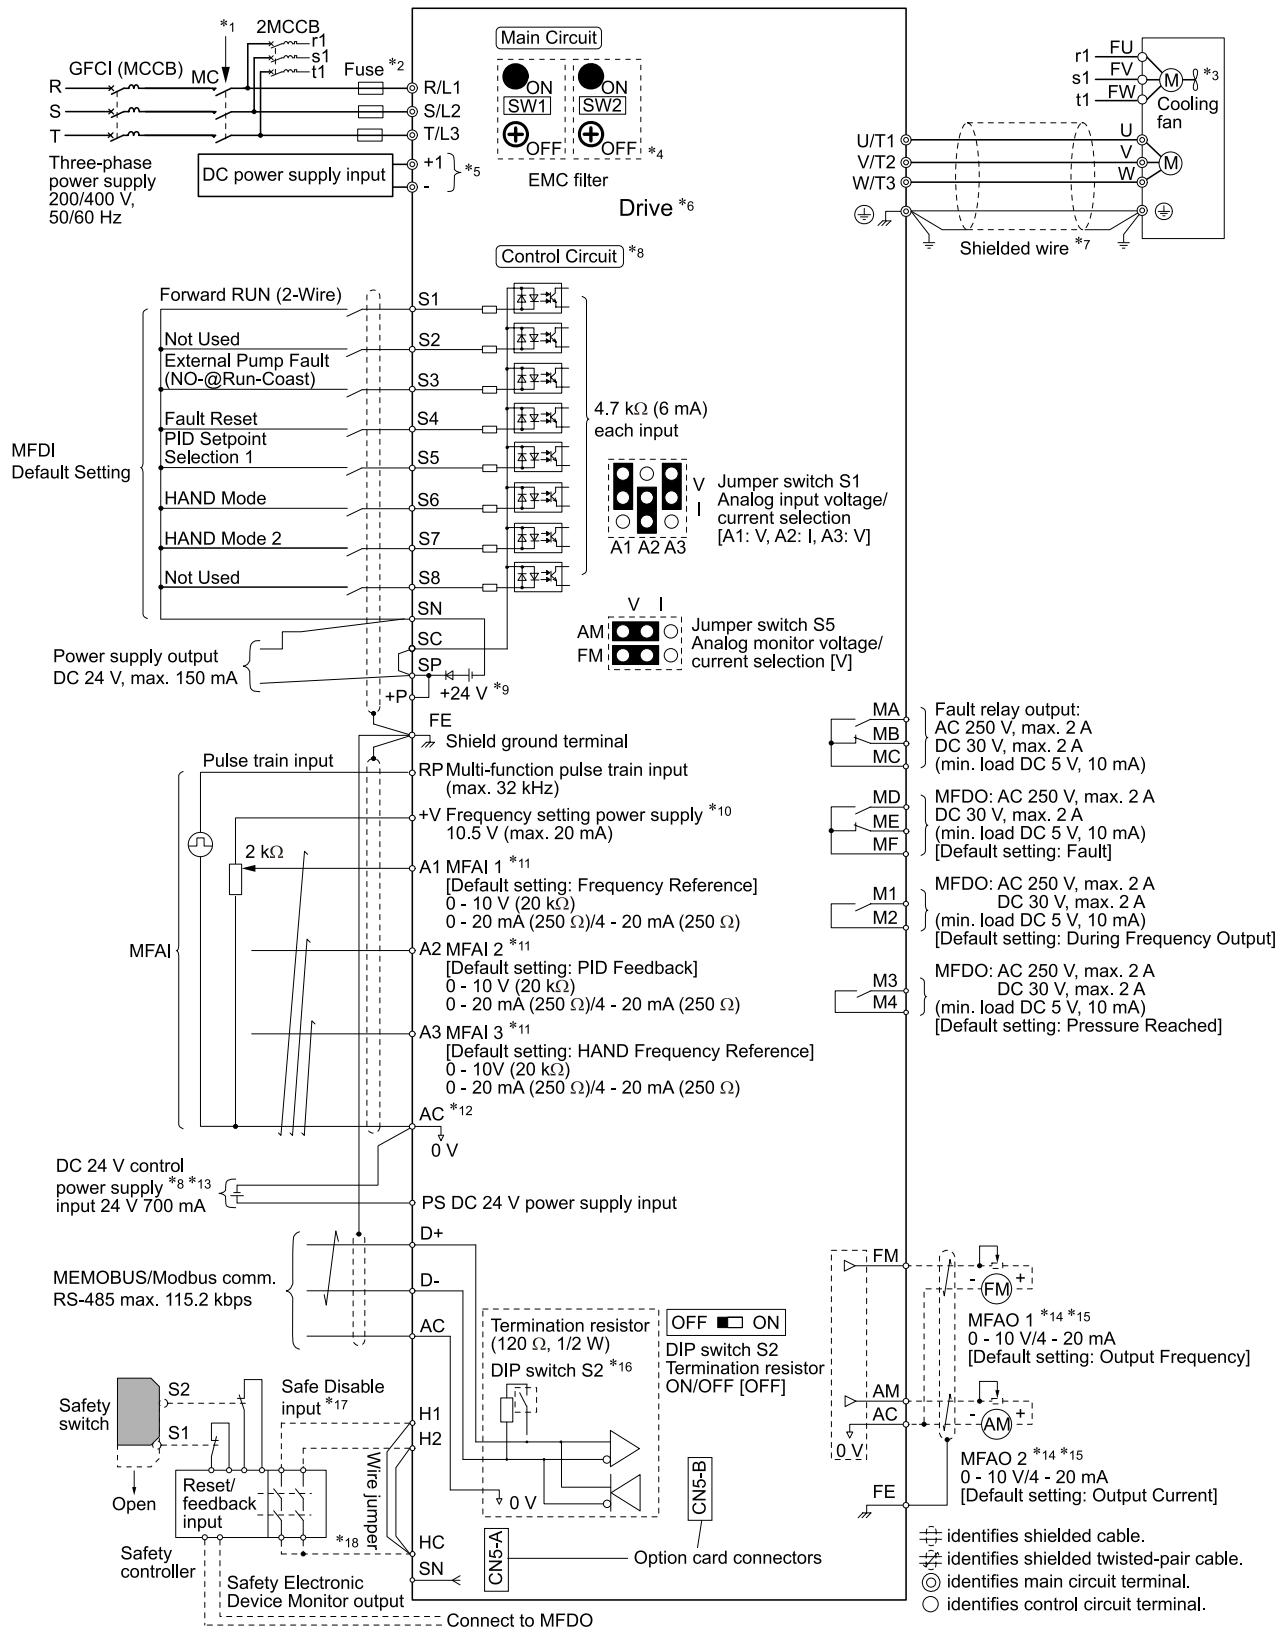 *1
2MCCB
r1
s1
t1
GFCI (MCCB)
MC
Fuse *2
R
S
T
R/L1
S/L2
T/L3
Three-phase
power supply
200/400 V,
50/60 Hz
DC power supply input
+1
-
*5
Main Circuit
ON
SW1
OFF
ON
SW2
OFF
*4
EMC filter
Drive *6
r1
s1
t1
FU
FV
FW
M
*3
Cooling
fan
U/T1
V/T2
W/T3
U
V
W
M
Shielded wire *7
Control Circuit *8
MFDI
Default Setting
Forward RUN (2-Wire)
S1
Not Used
S2
External Pump Fault
(NO-@Run-Coast)
S3
Fault Reset
S4
PID Setpoint
Selection 1
S5
HAND Mode
S6
HAND Mode 2
S7
Not Used
S8
SN
SC
SP
+P
+24 V *9
4.7 kΩ (6 mA)
each input
V
I
A1 A2 A3
Jumper switch S1
Analog input voltage/
current selection
[A1: V, A2: I, A3: V]
V I
AM
FM
Jumper switch S5
Analog monitor voltage/
current selection [V]
Power supply output
DC 24 V, max. 150 mA
FE
Shield ground terminal
MFAI
Pulse train input
RP Multi-function pulse train input
(max. 32 kHz)
+V Frequency setting power supply *10
10.5 V (max. 20 mA)
2 kΩ
A1 MFAI 1 *11
[Default setting: Frequency Reference]
0 - 10 V (20 kΩ)
0 - 20 mA (250 Ω)/4 - 20 mA (250 Ω)
A2 MFAI 2 *11
[Default setting: PID Feedback]
0 - 10 V (20 kΩ)
0 - 20 mA (250 Ω)/4 - 20 mA (250 Ω)
A3 MFAI 3 *11
[Default setting: HAND Frequency Reference]
0 - 10V (20 kΩ)
0 - 20 mA (250 Ω)/4 - 20 mA (250 Ω)
AC *12
0 V
MA
MB
MC
Fault relay output:
AC 250 V, max. 2 A
DC 30 V, max. 2 A
(min. load DC 5 V, 10 mA)
MD
ME
MF
MFDO: AC 250 V, max. 2 A
DC 30 V, max. 2 A
(min. load DC 5 V, 10 mA)
[Default setting: Fault]
M1
M2
MFDO: AC 250 V, max. 2 A
DC 30 V, max. 2 A
(min. load DC 5 V, 10 mA)
[Default setting: During Frequency Output]
M3
M4
MFDO: AC 250 V, max. 2 A
DC 30 V, max. 2 A
(min. load DC 5 V, 10 mA)
[Default setting: Pressure Reached]
DC 24 V control
power supply *8 *13
input 24 V 700 mA
PS DC 24 V power supply input
MEMOBUS/Modbus comm.
RS-485 max. 115.2 kbps
D+
D-
AC
Termination resistor
(120 Ω, 1/2 W)
DIP switch S2 *16
0 V
OFF ON
DIP switch S2
Termination resistor
ON/OFF [OFF]
FM
AM
AC
0 V
FE
- FM +
MFAO 1 *14 *15
0 - 10 V/4 - 20 mA
[Default setting: Output Frequency]
- AM +
MFAO 2 *14 *15
0 - 10 V/4 - 20 mA
[Default setting: Output Current]
Safety
switch
S2
S1
Open
Safe Disable
input *17
Reset/
feedback
input
Safety
controller
*18
Wire jumper
H1
H2
HC
SN
Safety Electronic
Device Monitor output
Connect to MFDO
CN5-A
CN5-B
Option card connectors
identifies shielded cable.
identifies shielded twisted-pair cable.
identifies main circuit terminal.
identifies control circuit terminal.